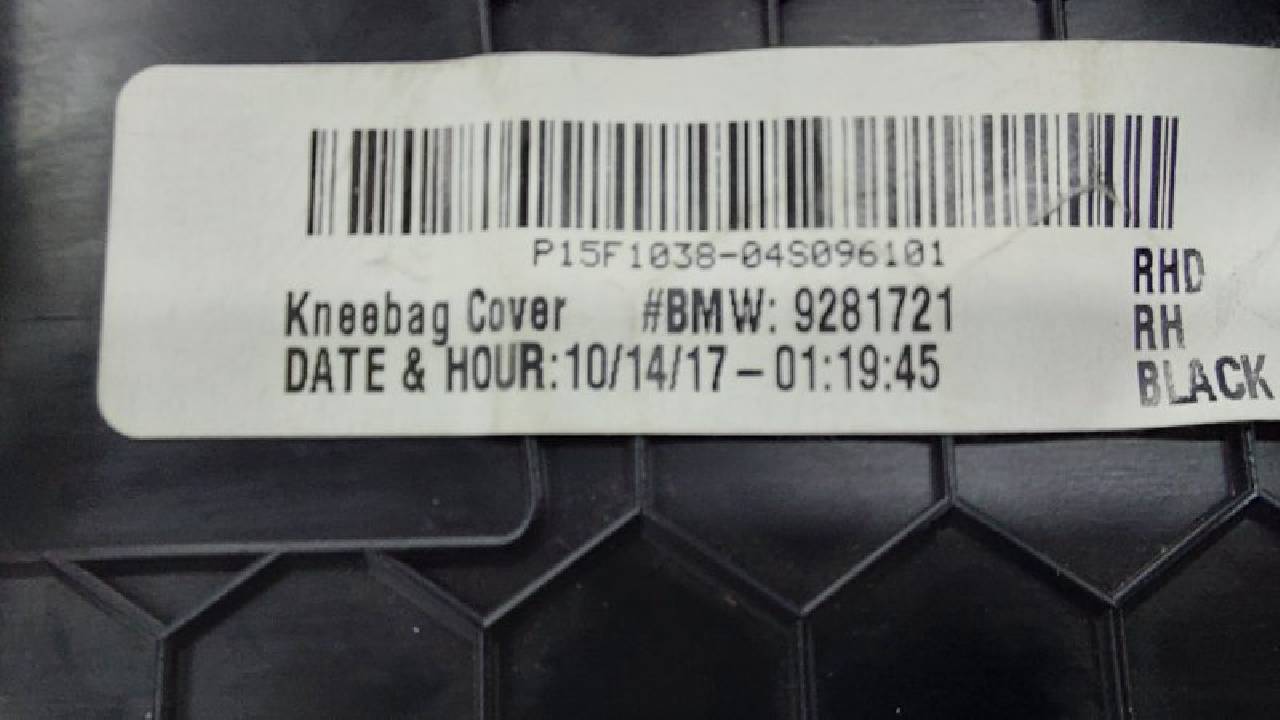 P15F1038-04S096101
Kneebag Cover #BMW: 9281721
DATE & HOUR:10/14/17-01:19:45
RHD
RH
BLACK